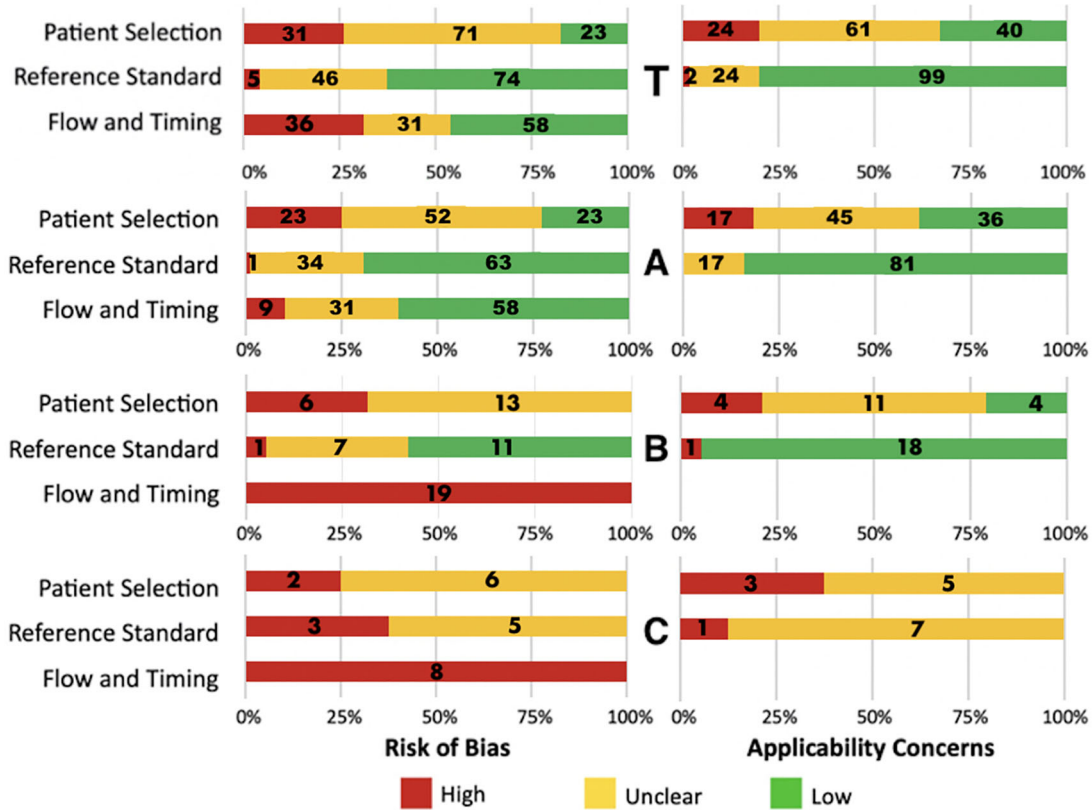 Patient Selection 31 71 23 24 61 40
Reference Standard 5 46 74 T 2 24 99
Flow and Timing 36 31 58
0% 25% 50% 75% 100% 0% 25% 50% 75% 100%
Patient Selection 23 52 23 17 45 36
Reference Standard 1 34 63 A 17 81
Flow and Timing 9 31 58
0% 25% 50% 75% 100% 0% 25% 50% 75% 100%
Patient Selection 6 13 4 11 4
Reference Standard 1 7 11 B 1 18
Flow and Timing 19
0% 25% 50% 75% 100% 0% 25% 50% 75% 100%
Patient Selection 2 6 3 5
Reference Standard 3 5 C 1 7
Flow and Timing 8
0% 25% 50% 75% 100% 0% 25% 50% 75% 100%
Risk of Bias Applicability Concerns
High Unclear Low